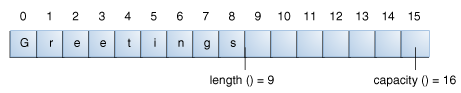 0 1 2 3 4 5 6 7 8 9 10 11 12 13 14 15
G r e e t i n g s
length () = 9 capacity () = 16